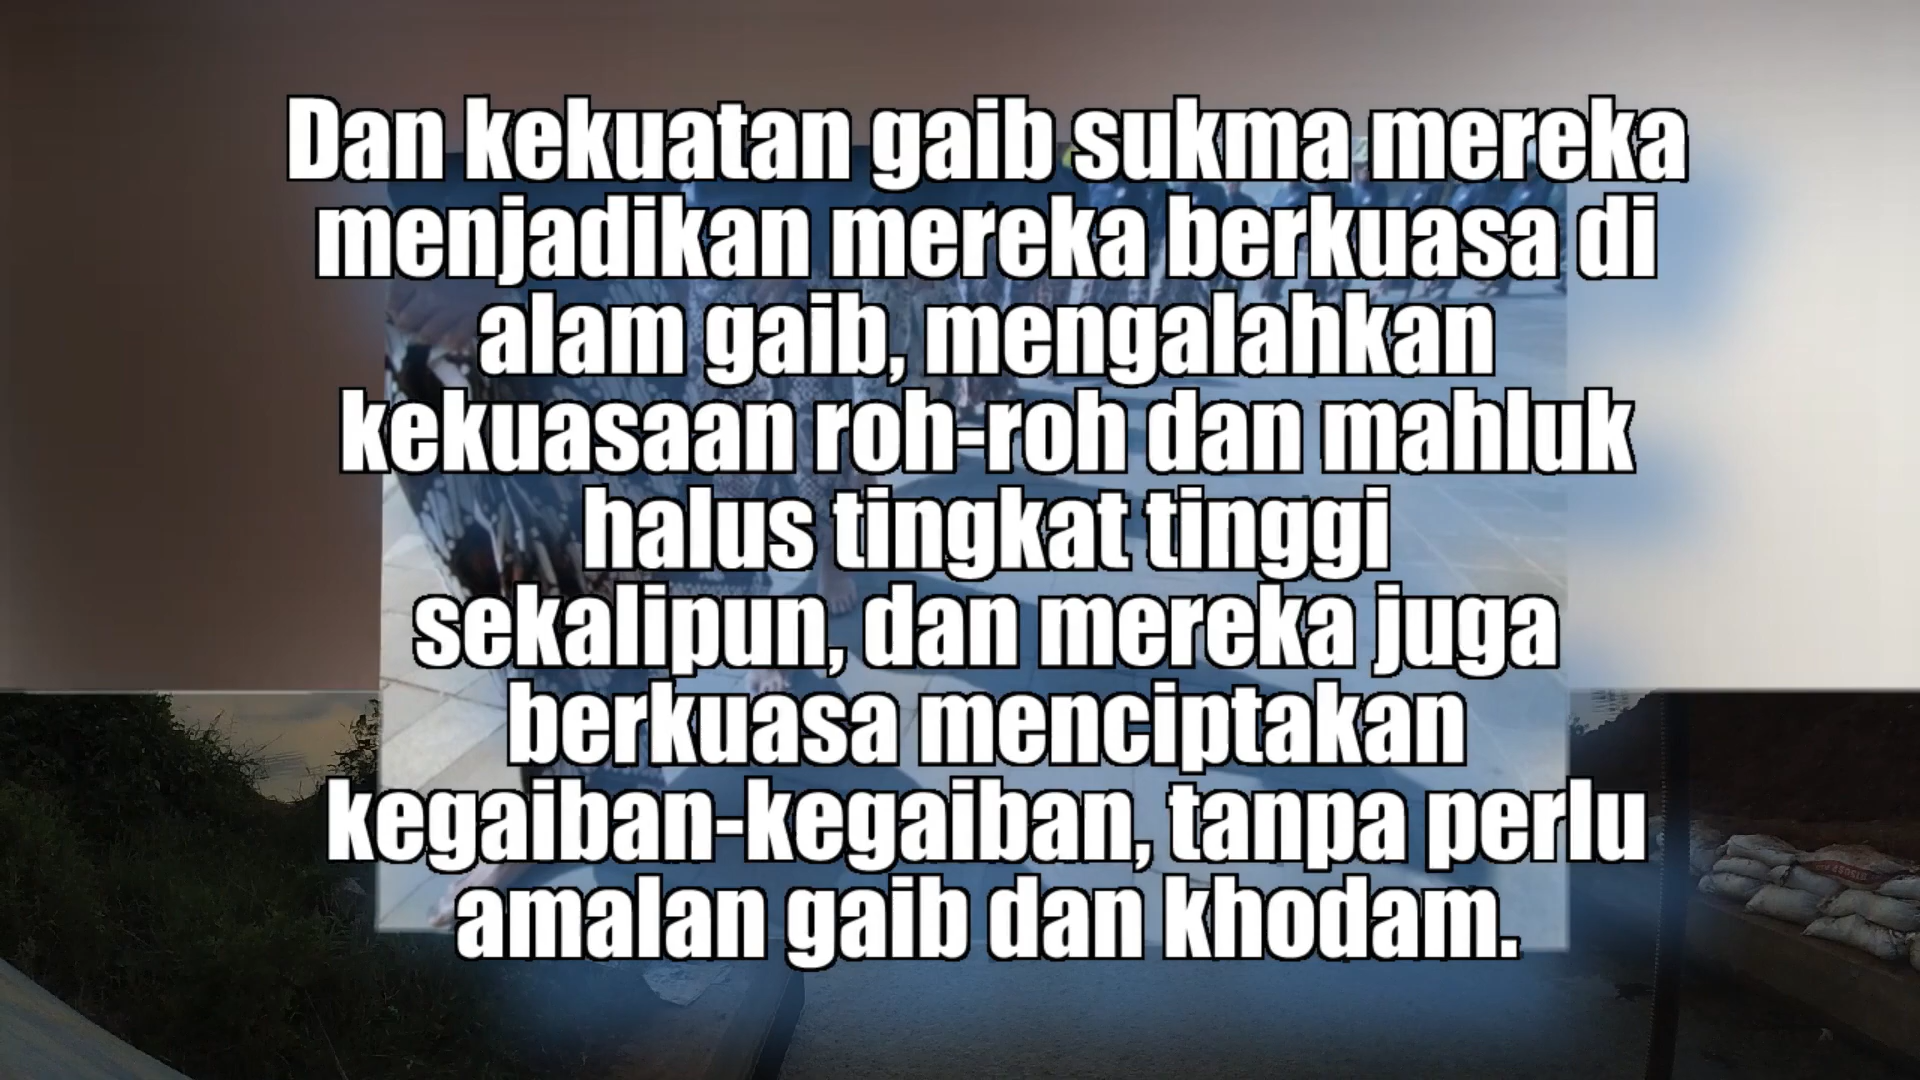 Dan kekuatan gaib sukma mereka
menjadikan mereka berkuasa di
alam gaib, mengalahkan
kekuasaan roh-roh dan mahluk
halus tingkat tinggi
sekalipun, dan mereka juga
berkuasa menciptakan
kegaiban-kegaiban, tanpa perlu
amalan gaib dan khodam.